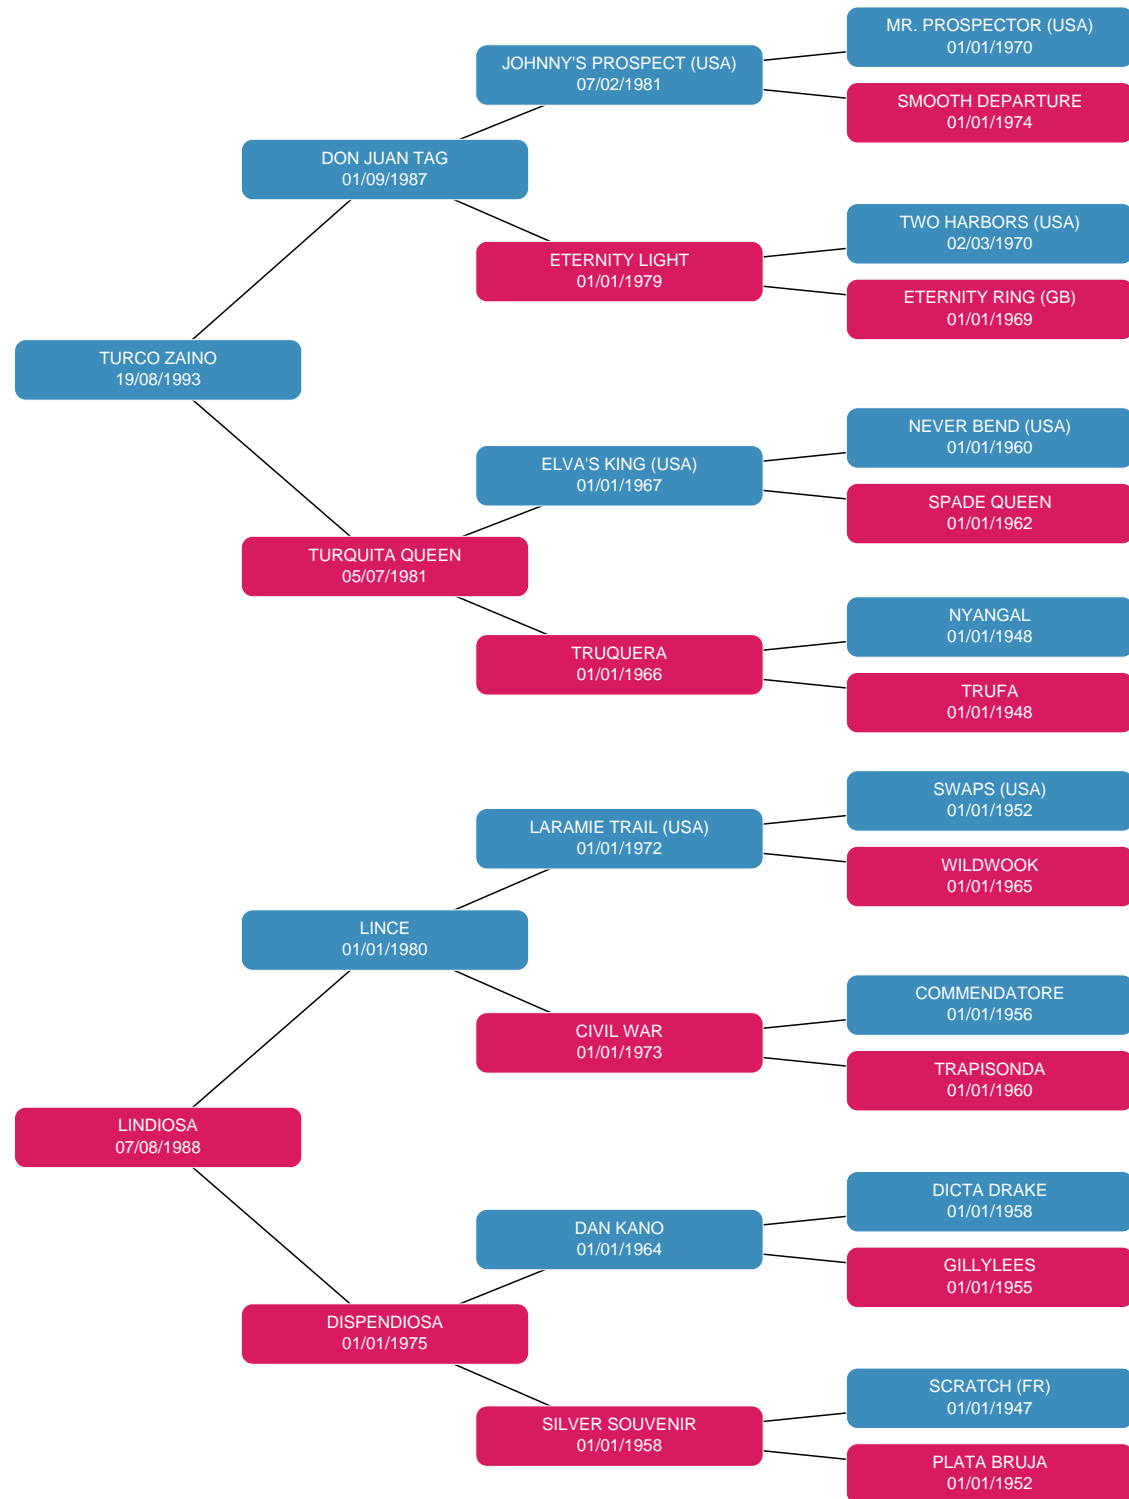 MR. PROSPECTOR (USA)
01/01/1970
JOHNNY'S PROSPECT (USA)
07/02/1981
SMOOTH DEPARTURE
01/01/1974
DON JUAN TAG
01/09/1987
TWO HARBORS (USA)
02/03/1970
ETERNITY LIGHT
01/01/1979
ETERNITY RING (GB)
01/01/1969
TURCO ZAINO
19/08/1993
NEVER BEND (USA)
01/01/1960
ELVA'S KING (USA)
01/01/1967
SPADE QUEEN
01/01/1962
TURQUITA QUEEN
05/07/1981
NYANGAL
01/01/1948
TRUQUERA
01/01/1966
TRUFA
01/01/1948
SWAPS (USA)
01/01/1952
LARAMIE TRAIL (USA)
01/01/1972
WILDWOOK
01/01/1965
LINCE
01/01/1980
COMMENDATORE
01/01/1956
CIVIL WAR
01/01/1973
TRAPISONDA
01/01/1960
LINDIOSA
07/08/1988
DICTA DRAKE
01/01/1958
DAN KANO
01/01/1964
GILLYLEES
01/01/1955
DISPENDIOSA
01/01/1975
SCRATCH (FR)
01/01/1947
SILVER SOUVENIR
01/01/1958
PLATA BRUJA
01/01/1952